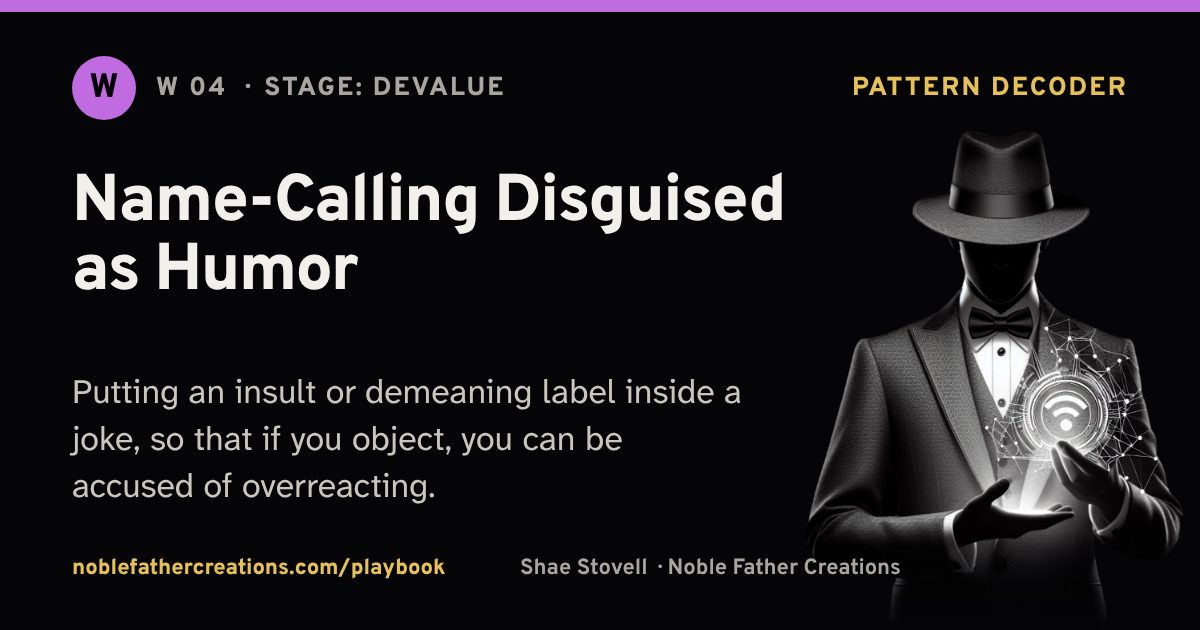 W
W 04 · STAGE: DEVALUE
PATTERN DECODER
Name-Calling Disguised
as Humor
Putting an insult or demeaning label inside a
joke, so that if you object, you can be
accused of overreacting.
noblefathercreations.com/playbook
Shae Stovell · Noble Father Creations